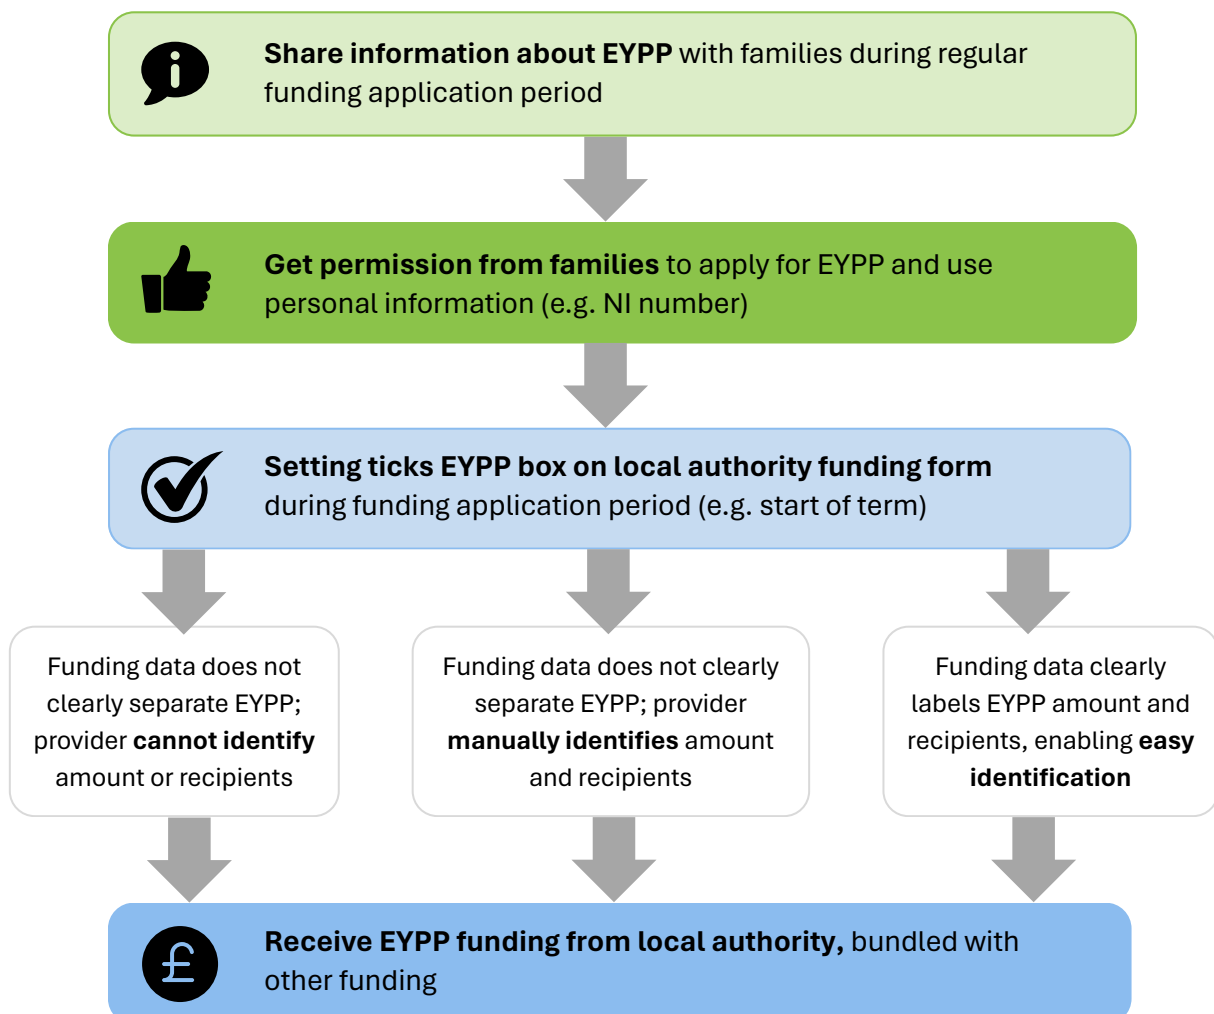 Share information about EYPP with families during regular
funding application period
Get permission from families to apply for EYPP and use
personal information (e.g. NI number)
Setting ticks EYPP box on local authority funding form
during funding application period (e.g. start of term)
Funding data does not
clearly separate EYPP;
provider cannot identify
amount or recipients
Funding data does not clearly
separate EYPP; provider
manually identifies amount
and recipients
Funding data clearly
labels EYPP amount and
recipients, enabling easy
identification
£
Receive EYPP funding from local authority, bundled with
other funding